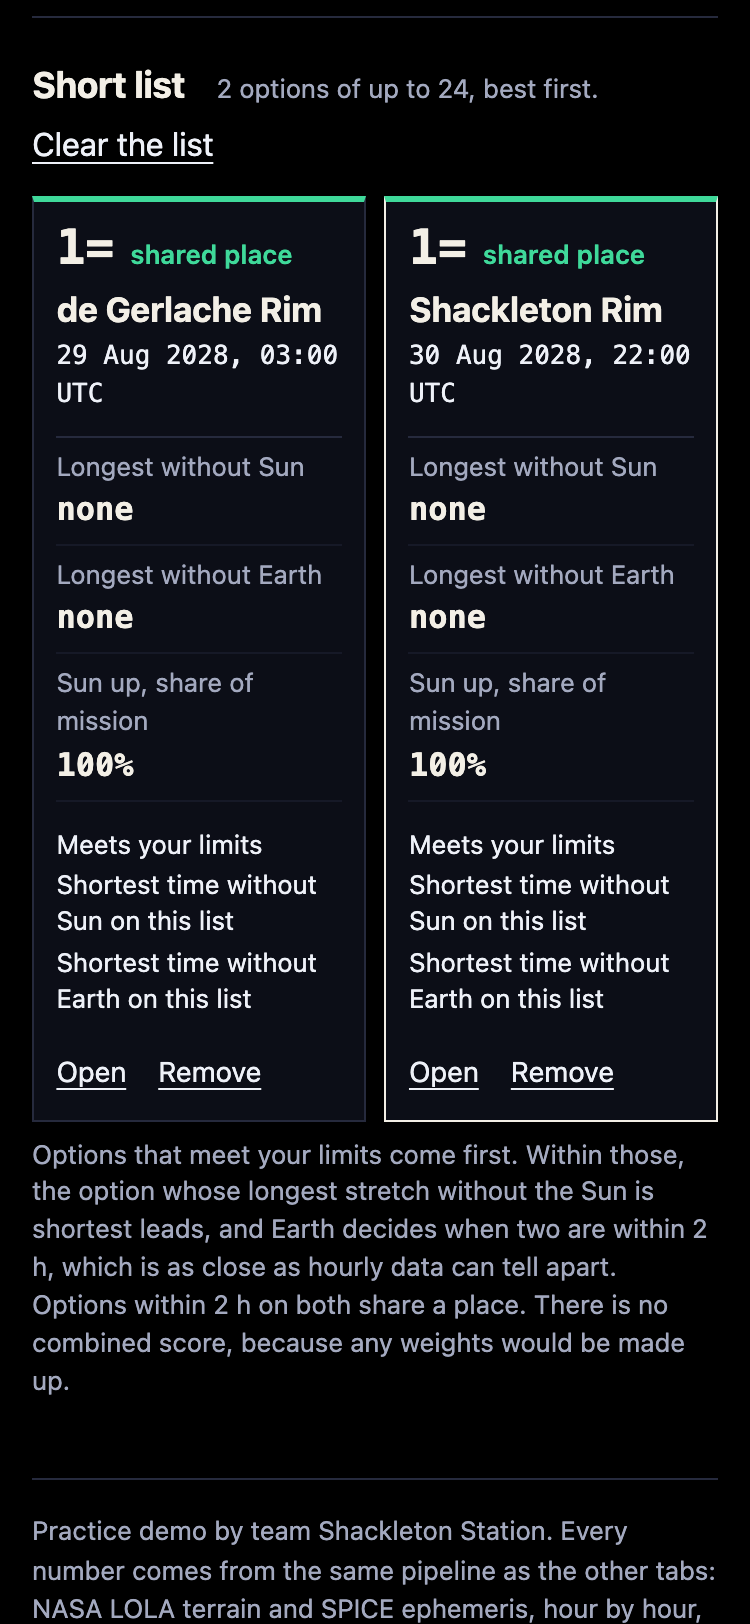 Short list 2 options of up to 24, best first.
Clear the list
1= shared place
de Gerlache Rim
29 Aug 2028, 03:00
UTC
Longest without Sun
none
Longest without Earth
none
Sun up, share of
mission
100%
Meets your limits
Shortest time without
Sun on this list
Shortest time without
Earth on this list
Open Remove
1= shared place
Shackleton Rim
30 Aug 2028, 22:00
UTC
Longest without Sun
none
Longest without Earth
none
Sun up, share of
mission
100%
Meets your limits
Shortest time without
Sun on this list
Shortest time without
Earth on this list
Open Remove
Options that meet your limits come first. Within those,
the option whose longest stretch without the Sun is
shortest leads, and Earth decides when two are within 2
h, which is as close as hourly data can tell apart.
Options within 2 h on both share a place. There is no
combined score, because any weights would be made
up.
Practice demo by team Shackleton Station. Every
number comes from the same pipeline as the other tabs:
NASA LOLA terrain and SPICE ephemeris, hour by hour,